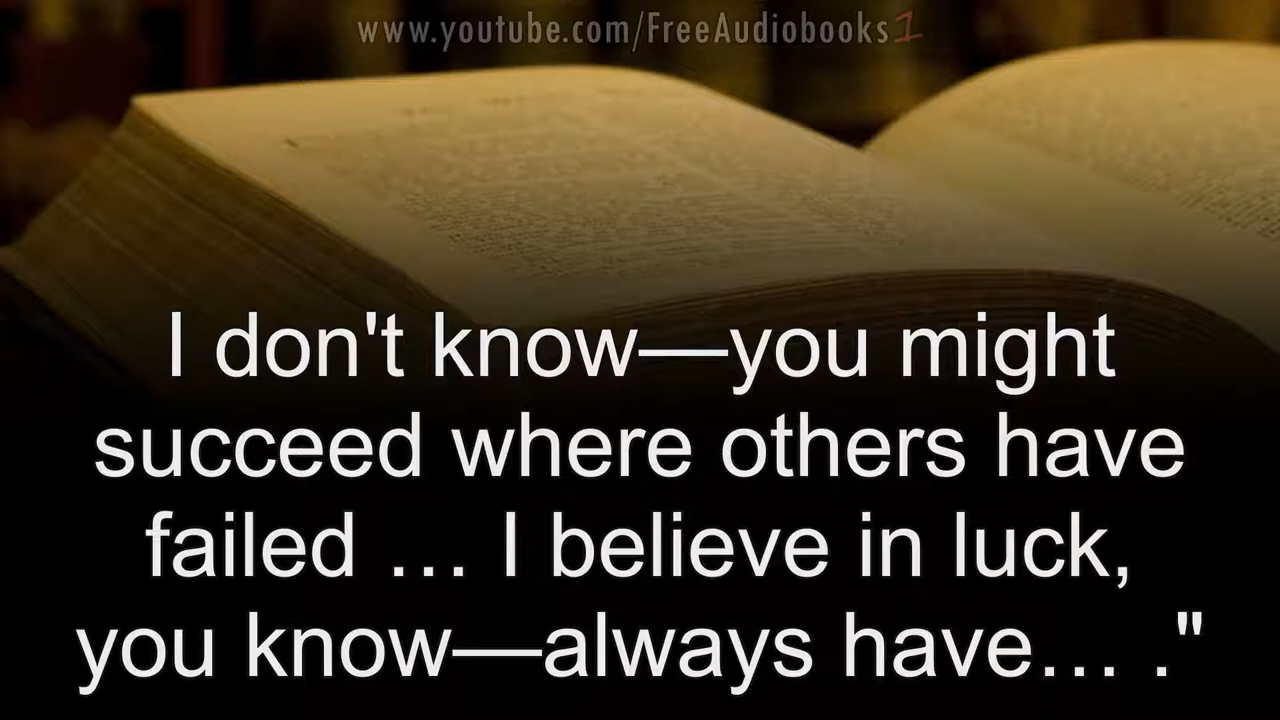 www.youtube.com/FreeAudiobooks1
I don't know—you might
succeed where others have
failed … I believe in luck,
you know—always have… ."